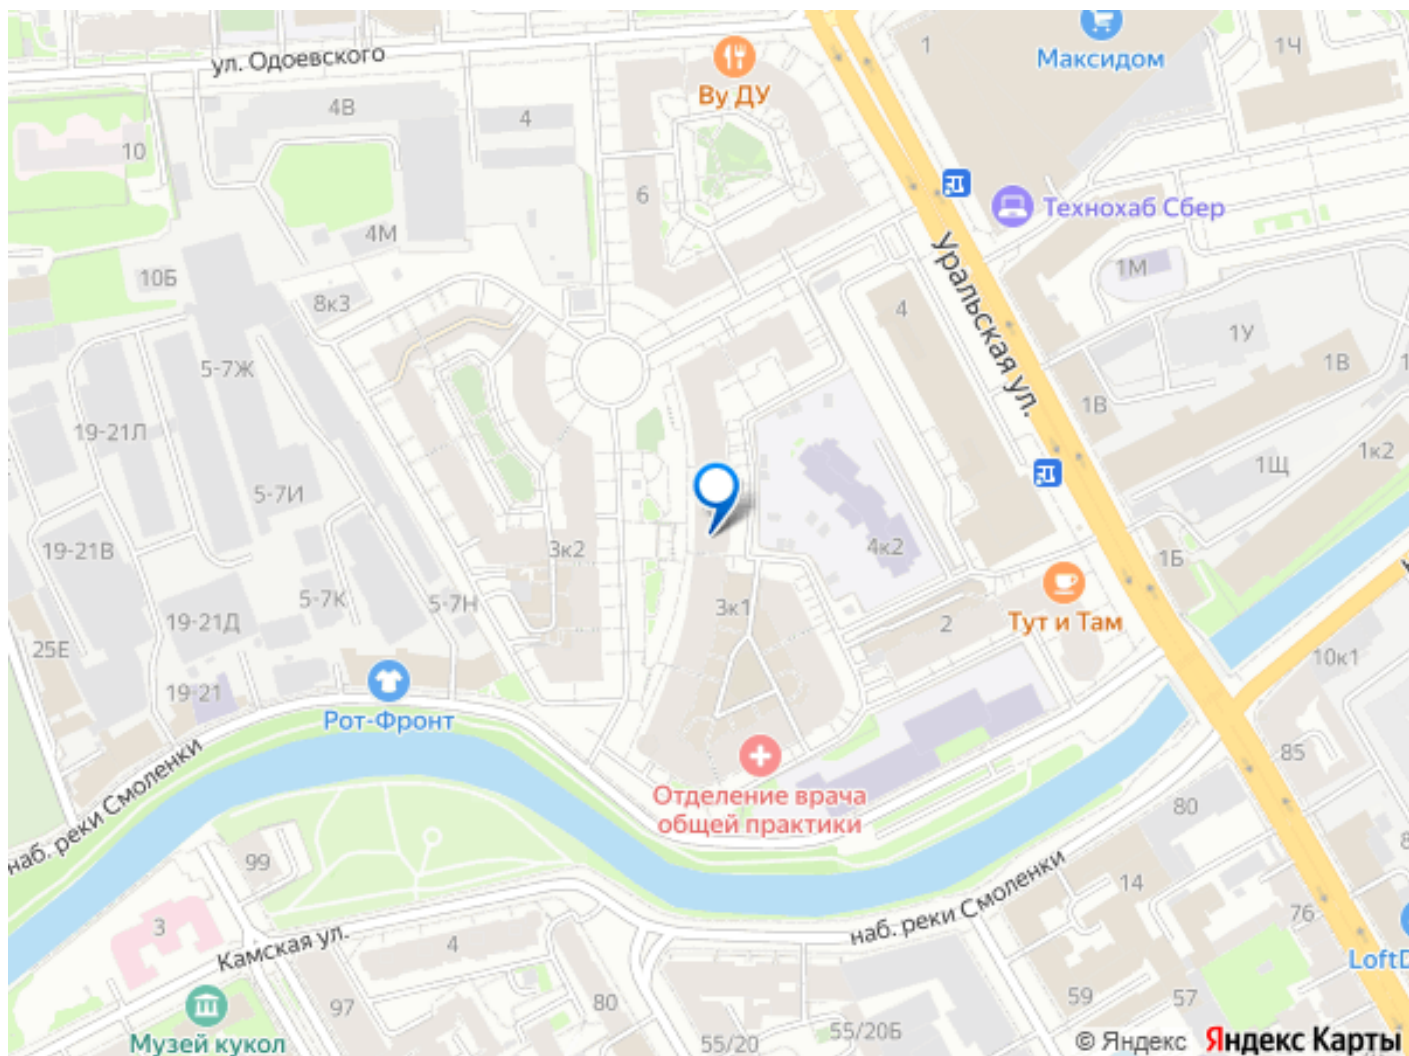 ул. Одоевского
Ву ДУ
Максидом
1
1Ч
4В
4
10
6
Технохаб Сбер
4М
10Б
8к3
1М
Уральская ул.
4
1У
1В
5-7Ж
1В
19-21Л
1к2
1Щ
5-7И
19-21В
3к2
4к2
1Б
5-7К
5-7Н
3к1
Тут и Там
2
19-21Д
25Е
10к1
19-21
Рот-Фронт
наб. реки Смоленки
85
Отделение врача
общей практики
80
99
14
наб. реки Смоленки
76
3
Камская ул.
4
LoftD
59
57
97
80
55/20
55/20Б
Музей кукол
© Яндекс Яндекс Карты